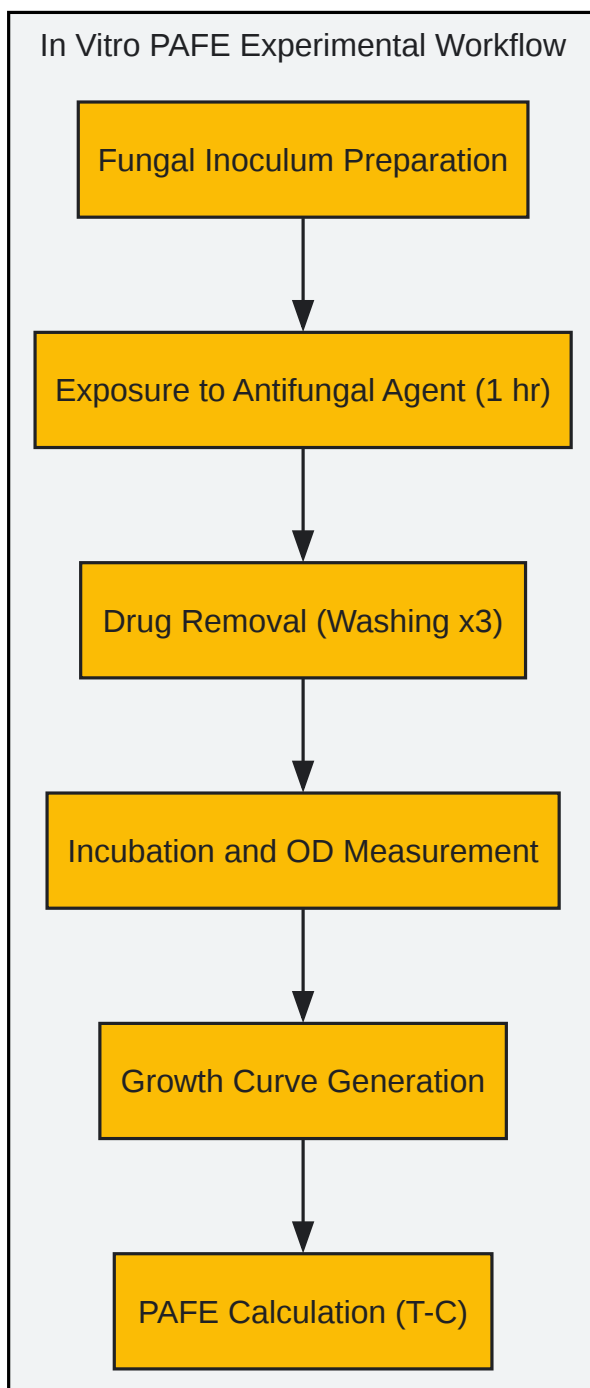 In Vitro PAFE Experimental Workflow
Fungal Inoculum Preparation
Exposure to Antifungal Agent (1 hr)
Drug Removal (Washing x3)
Incubation and OD Measurement
Growth Curve Generation
PAFE Calculation (T-C)